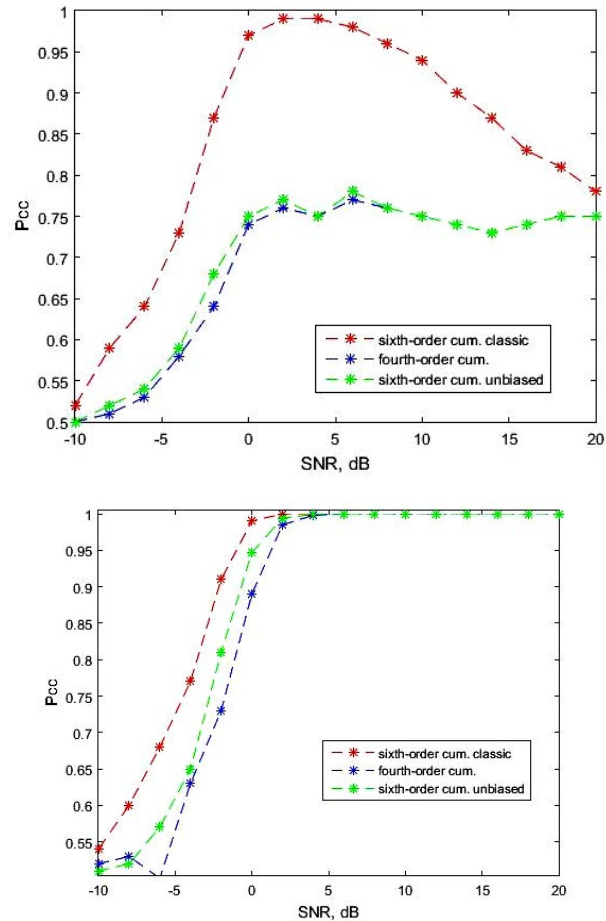 1
0.95
0.9
0.85
0.8
0.75
0.7
0.65
0.6
0.55
0.5
Pcc
sixth-order cum. classic
fourth-order cum.
sixth-order cum. unbiased
-10 -5 0 5 10 15 20
SNR, dB
1
0.95
0.9
0.85
0.8
0.75
0.7
0.65
0.6
0.55
Pcc
sixth-order cum. classic
fourth-order cum.
sixth-order cum. unbiased
-10 -5 0 5 10 15 20
SNR, dB